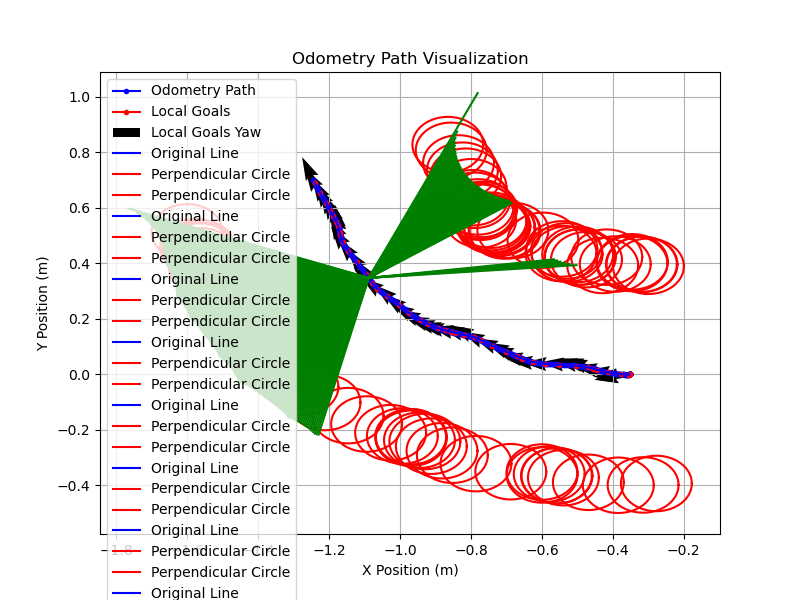 Odometry Path Visualization
Y Position (m)
1.0
0.8
0.6
0.4
0.2
0.0
−0.2
−0.4
Odometry Path
Local Goals
Local Goals Yaw
Original Line
Perpendicular Circle
Perpendicular Circle
Original Line
Perpendicular Circle
Perpendicular Circle
Original Line
Perpendicular Circle
Perpendicular Circle
Original Line
Perpendicular Circle
Perpendicular Circle
Original Line
Perpendicular Circle
Perpendicular Circle
Original Line
Perpendicular Circle
Perpendicular Circle
Original Line
Perpendicular Circle
Perpendicular Circle
Original Line
−1.8 −1.2 −1.0 −0.8 −0.6 −0.4 −0.2
X Position (m)